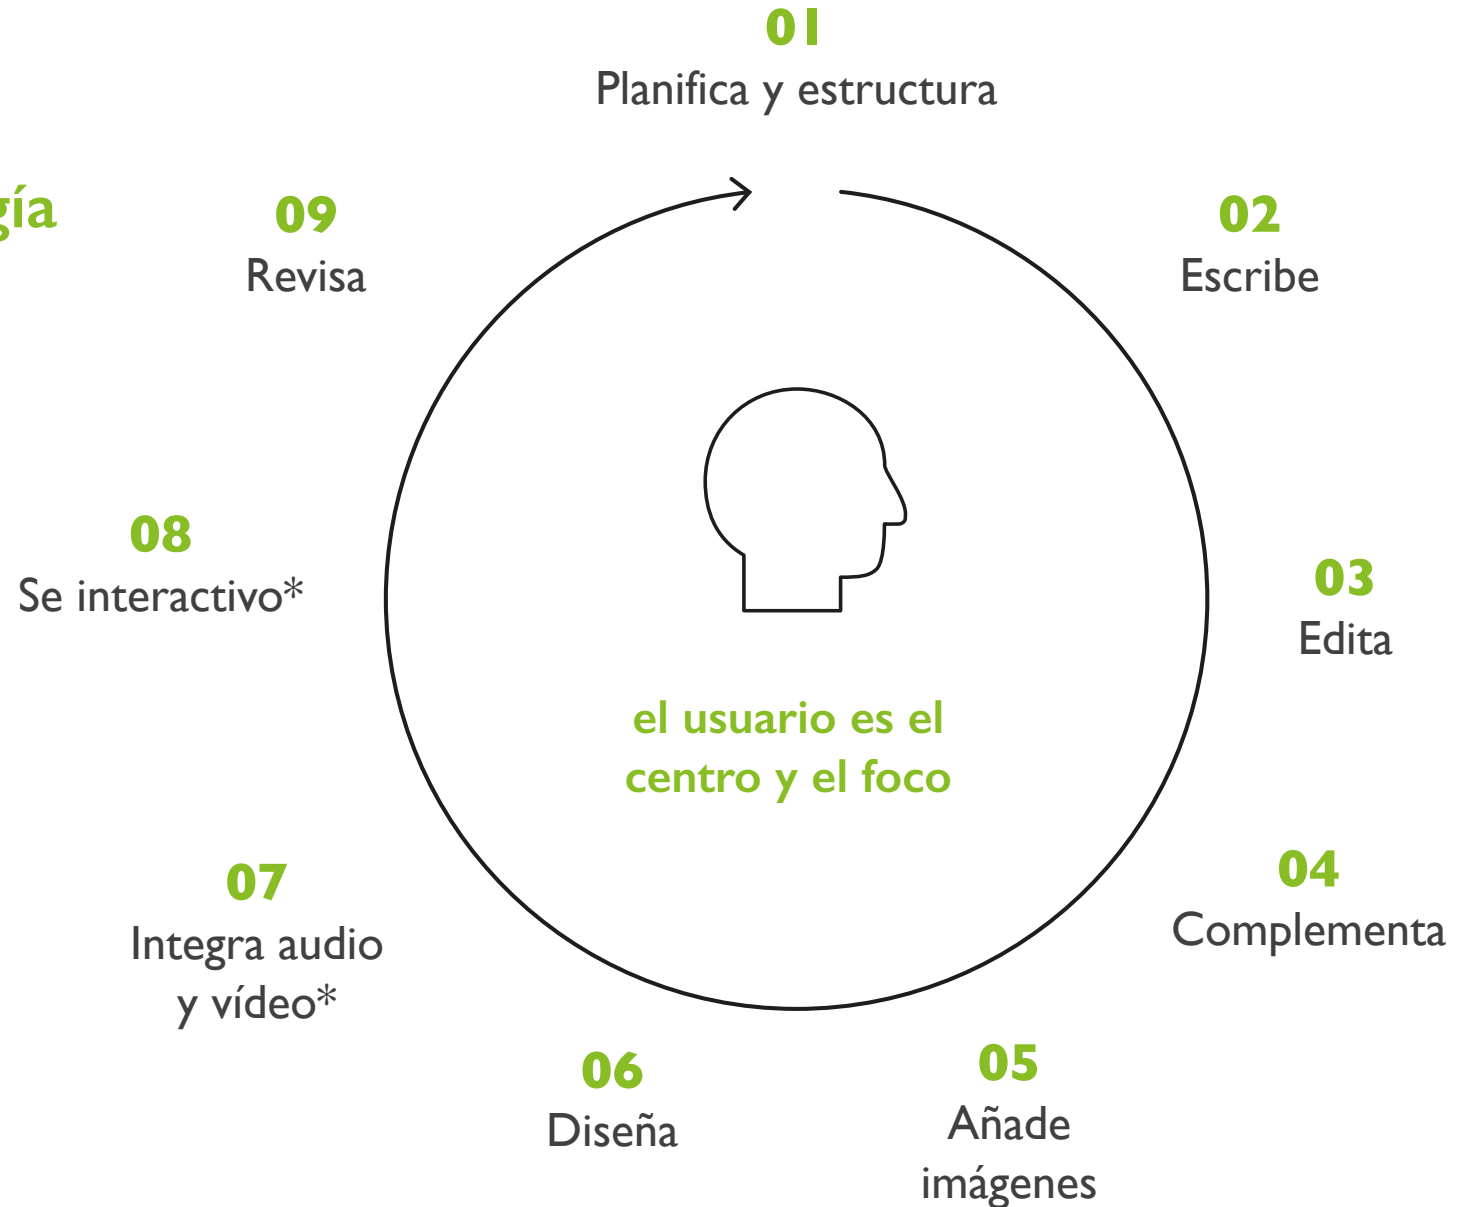 01
Planifica y estructura
gía
09
Revisa
02
Escribe
08
Se interactivo*
03
Edita
el usuario es el
centro y el foco
07
Integra audio
y vídeo*
04
Complementa
06
Diseña
05
Añade
imágenes